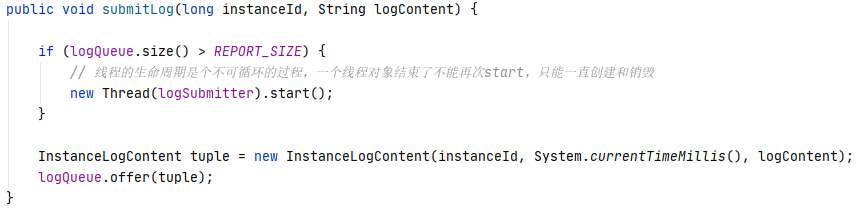 public void submitLog(long instanceId, String logContent) {
if (logQueue.size() > REPORT_SIZE) {
// 线程的生命周期是个不可循环的过程，一个线程对象结束了不能再次start，只能一直创建和销毁
new Thread(logSubmitter).start();
}
InstanceLogContent tuple = new InstanceLogContent(instanceId, System.currentTimeMillis(), logContent);
logQueue.offer(tuple);
}